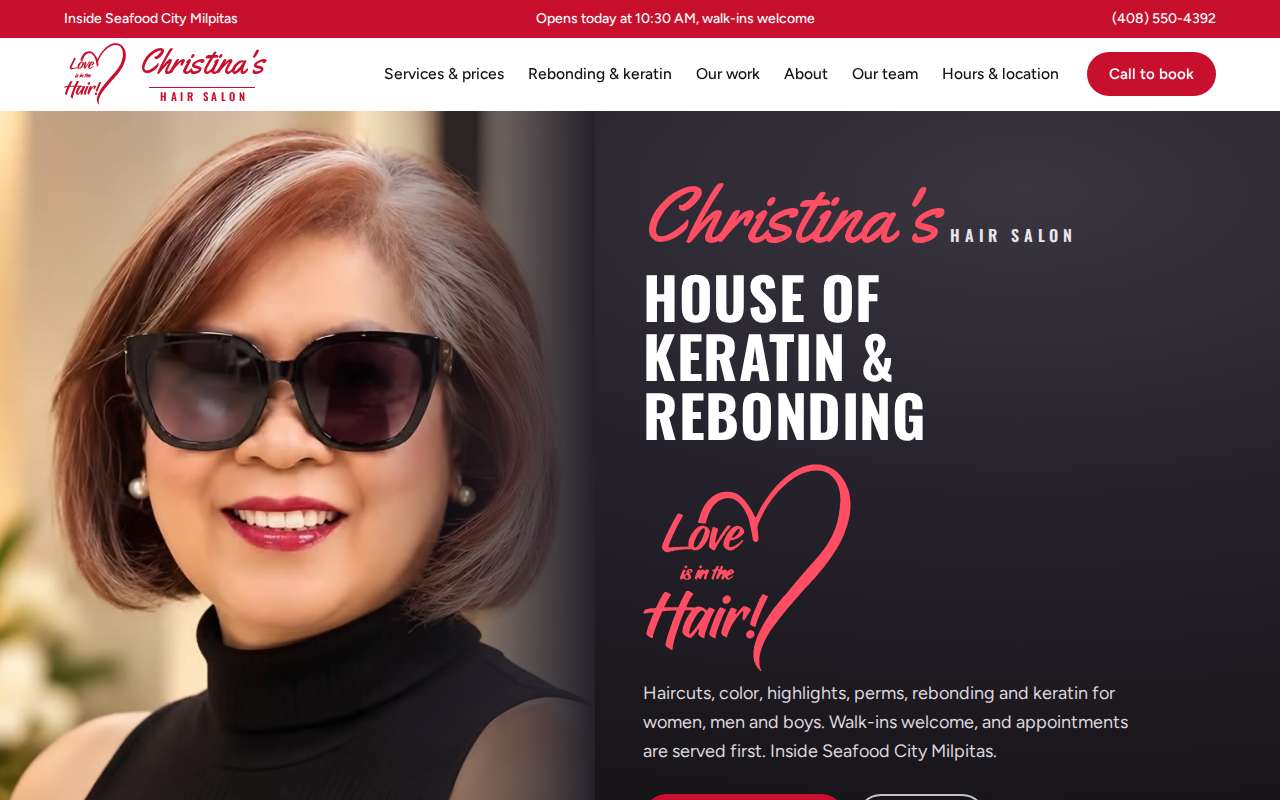 Inside Seafood City Milpitas
Opens today at 10:30 AM, walk-ins welcome
(408) 550-4392
Love
is in the
Hair!
Christina's
HAIR SALON
Services & prices
Rebonding & keratin
Our work
About
Our team
Hours & location
Call to book
Christina's HAIR SALON
HOUSE OF
KERATIN &
REBONDING
Love
is in the
Hair!
Haircuts, color, highlights, perms, rebonding and keratin for
women, men and boys. Walk-ins welcome, and appointments
are served first. Inside Seafood City Milpitas.